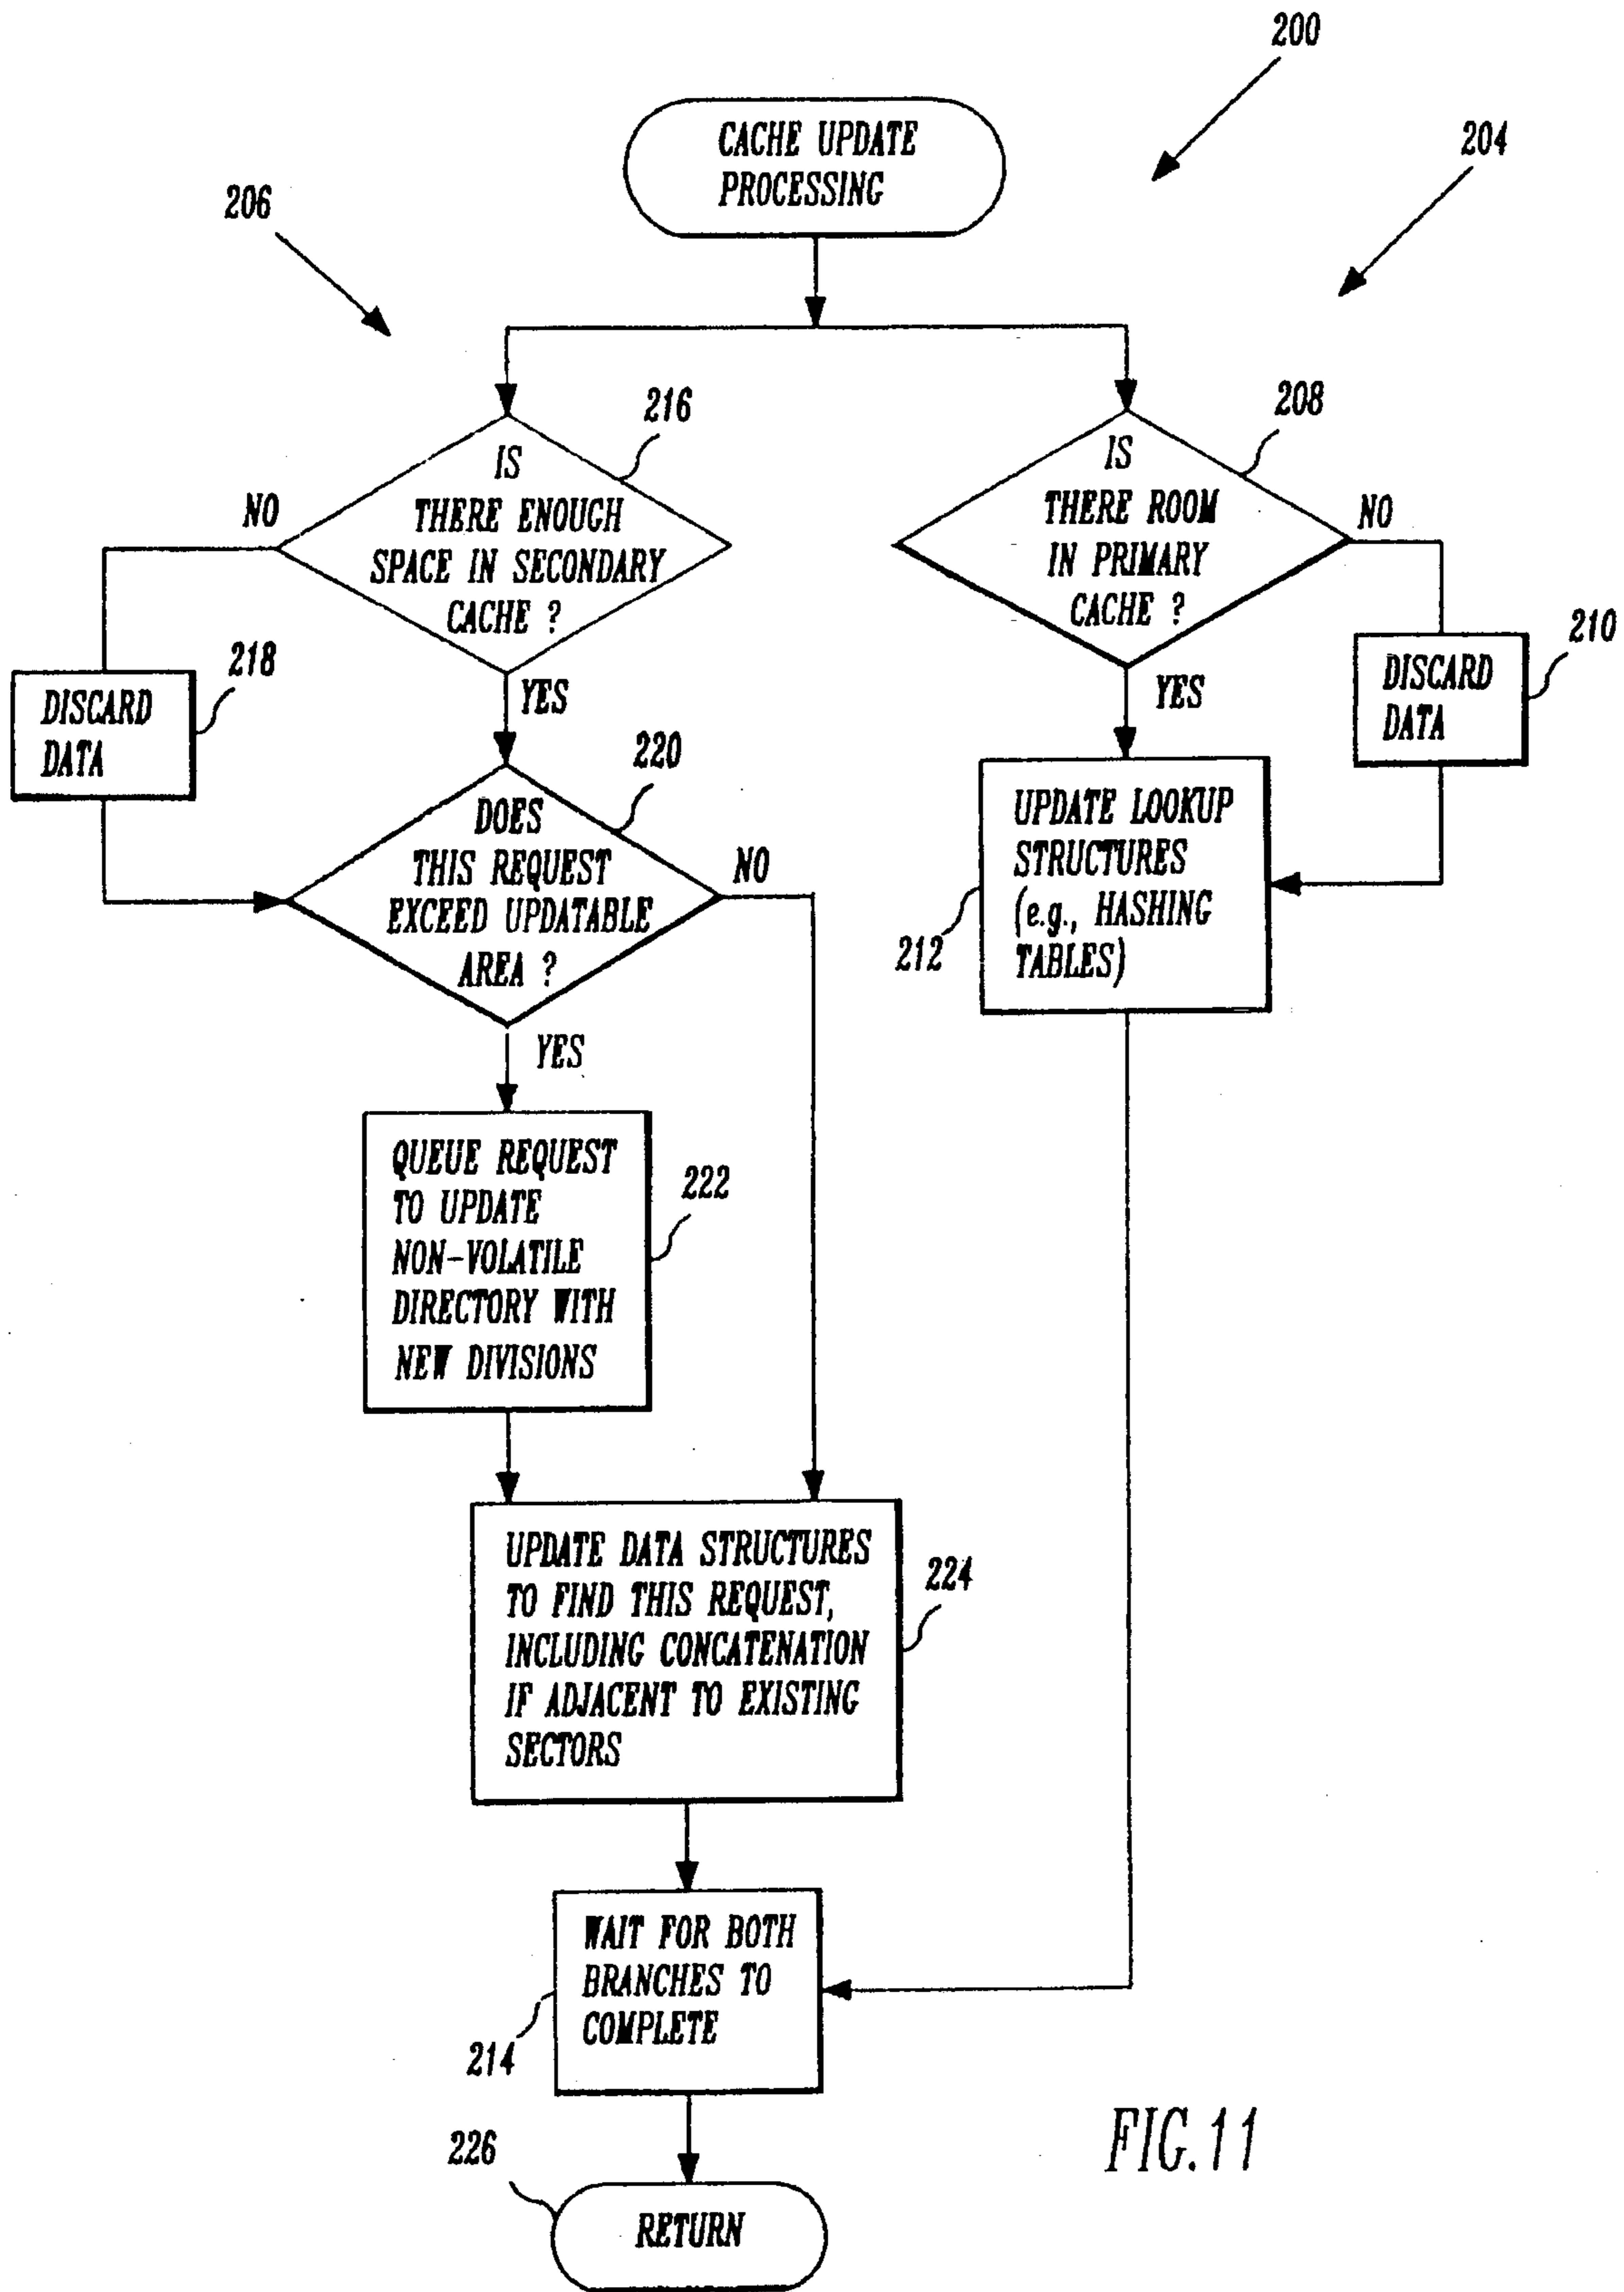 200
CACHE UPDATE
PROCESSING
204
206
216
IS
THERE ENOUGH
SPACE IN SECONDARY
CACHE ?
NO
YES
208
IS
THERE ROOM
IN PRIMARY
CACHE ?
NO
YES
218
DISCARD
DATA
210
DISCARD
DATA
220
DOES
THIS REQUEST
EXCEED UPDATABLE
AREA ?
NO
YES
UPDATE LOOKUP
STRUCTURES
(e.g., HASHING
TABLES)
212
QUEUE REQUEST
TO UPDATE
NON-VOLATILE
DIRECTORY WITH
NEW DIVISIONS
222
UPDATE DATA STRUCTURES
TO FIND THIS REQUEST,
INCLUDING CONCATENATION
IF ADJACENT TO EXISTING
SECTORS
224
WAIT FOR BOTH
BRANCHES TO
COMPLETE
214
226
RETURN
FIG.11